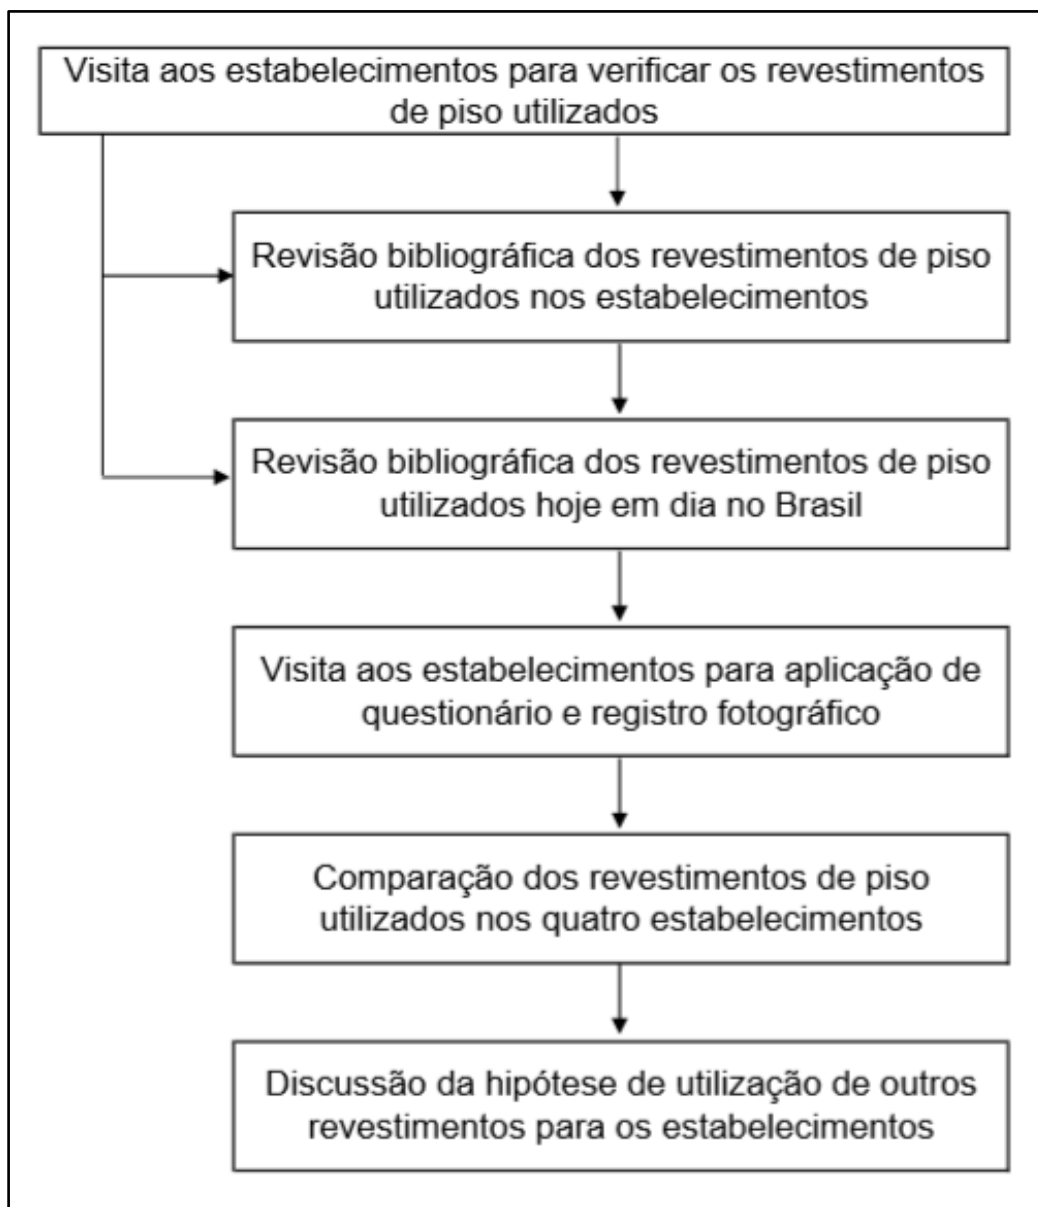 Visita aos estabelecimentos para verificar os revestimentos
de piso utilizados
Revisão bibliográfica dos revestimentos de piso
utilizados nos estabelecimentos
Revisão bibliográfica dos revestimentos de piso
utilizados hoje em dia no Brasil
Visita aos estabelecimentos para aplicação de
questionário e registro fotográfico
Comparação dos revestimentos de piso
utilizados nos quatro estabelecimentos
Discussão da hipótese de utilização de outros
revestimentos para os estabelecimentos